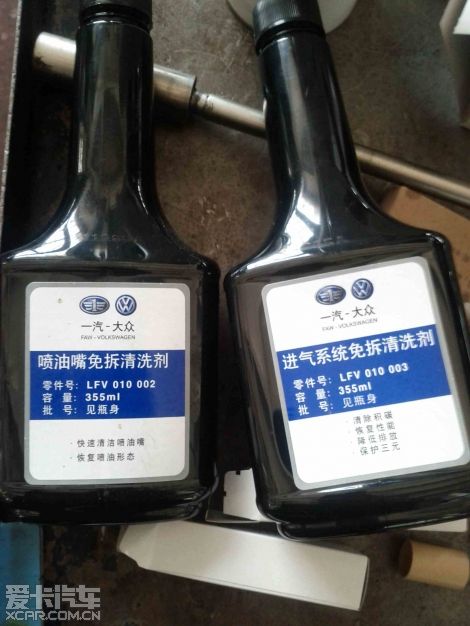 一汽-大众
FAW-VOLKSWAGEN
喷油嘴免拆清洗剂
零件号: LFV 010 002
容 量: 355ml
批 号: 见瓶身
·快速清洁喷油嘴
·恢复喷油形态
一汽-大众
FAW-VOLKSWAGEN
进气系统免拆清洗剂
零件号: LFV 010 003
容 量: 355ml
批 号: 见瓶身
·清除积碳
·恢复性能
·降低排放
·保护三元
爱卡汽车
XCAR.COM.CN